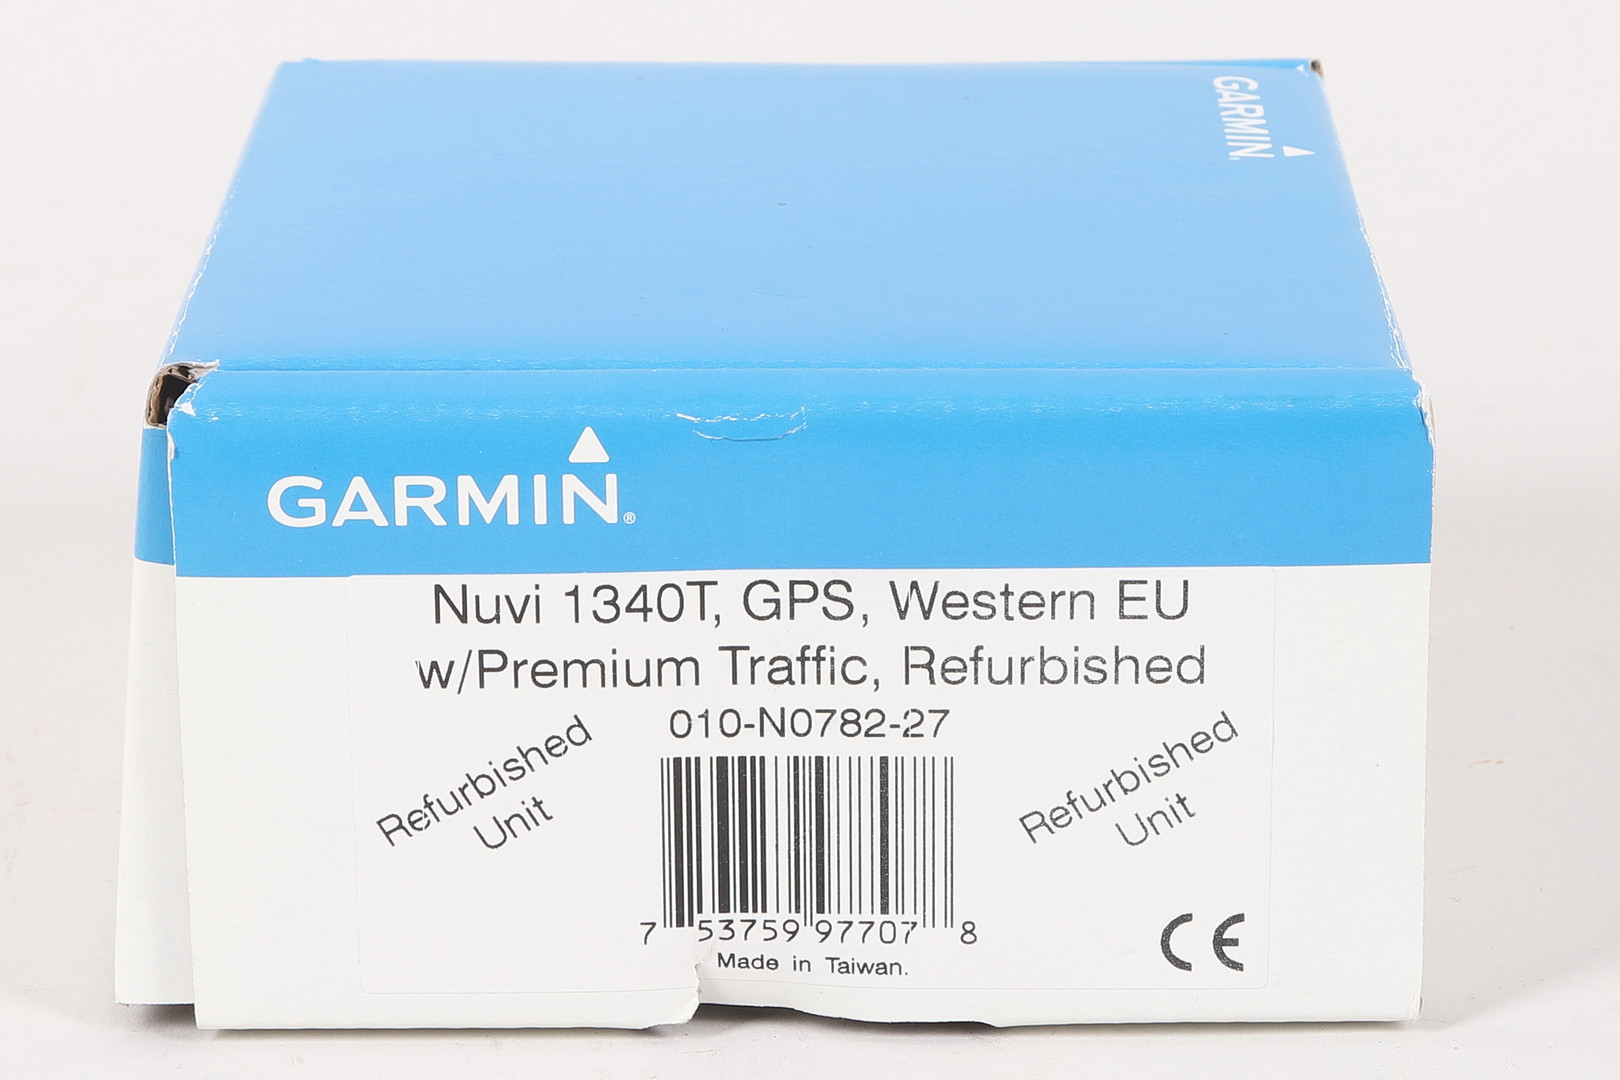 GARMIN
GARMIN®
Nuvi 1340T, GPS, Western EU
w/Premium Traffic, Refurbished
010-N0782-27
Refurbished
Unit
Refurbished
Unit
7 53759 97707 8
Made in Taiwan.
CE